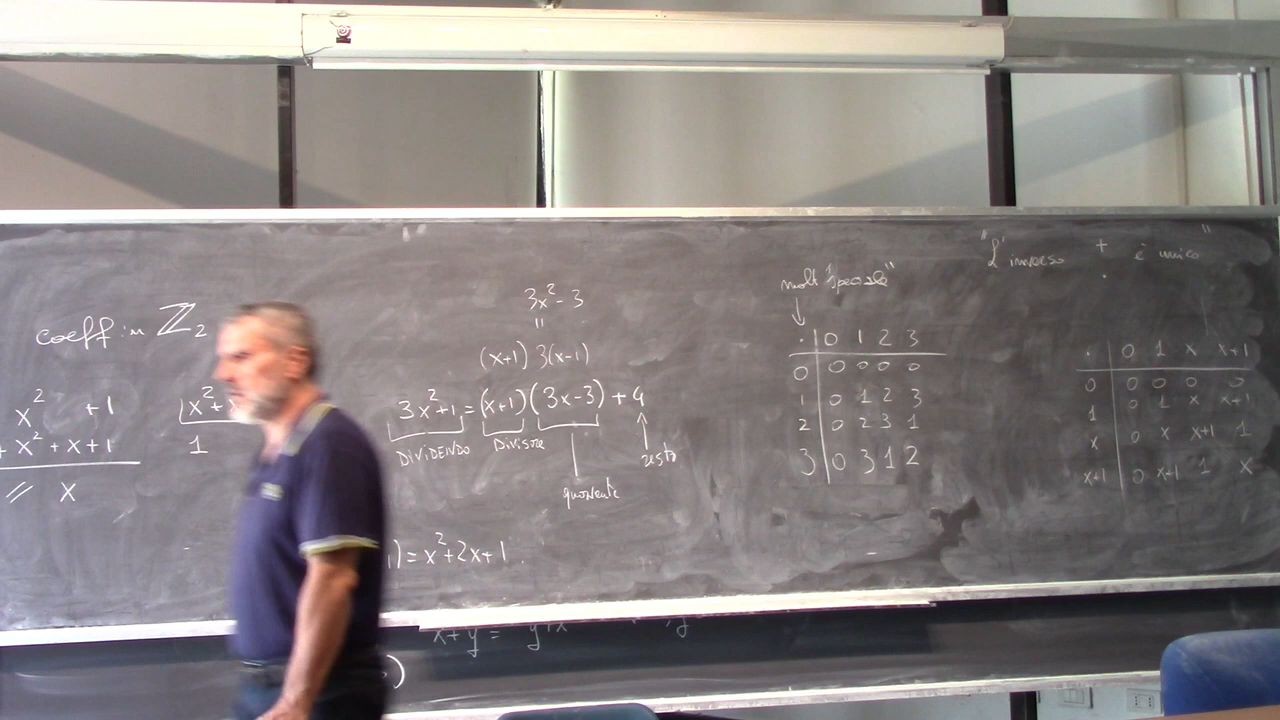 coeff in ℤ₂
x² +1
+ x² + x + 1
// x
x²+x
1
3x² - 3
"
(x+1) 3(x-1)
3x²+1 = (x+1)(3x-3) + 4
DIVIDENDO DIVISORE resto
quoziente
1) = x²+2x+1
molt "speciale"
· 0 1 2 3
0 0 0 0 0
1 0 1 2 3
2 0 2 3 1
3 0 3 1 2
"L'inverso + · è unico"
· 0 1 x x+1
0 0 0 0 0
1 0 1 x x+1
x 0 x x+1 1
x+1 0 x+1 1 x
x+y = y+x
)